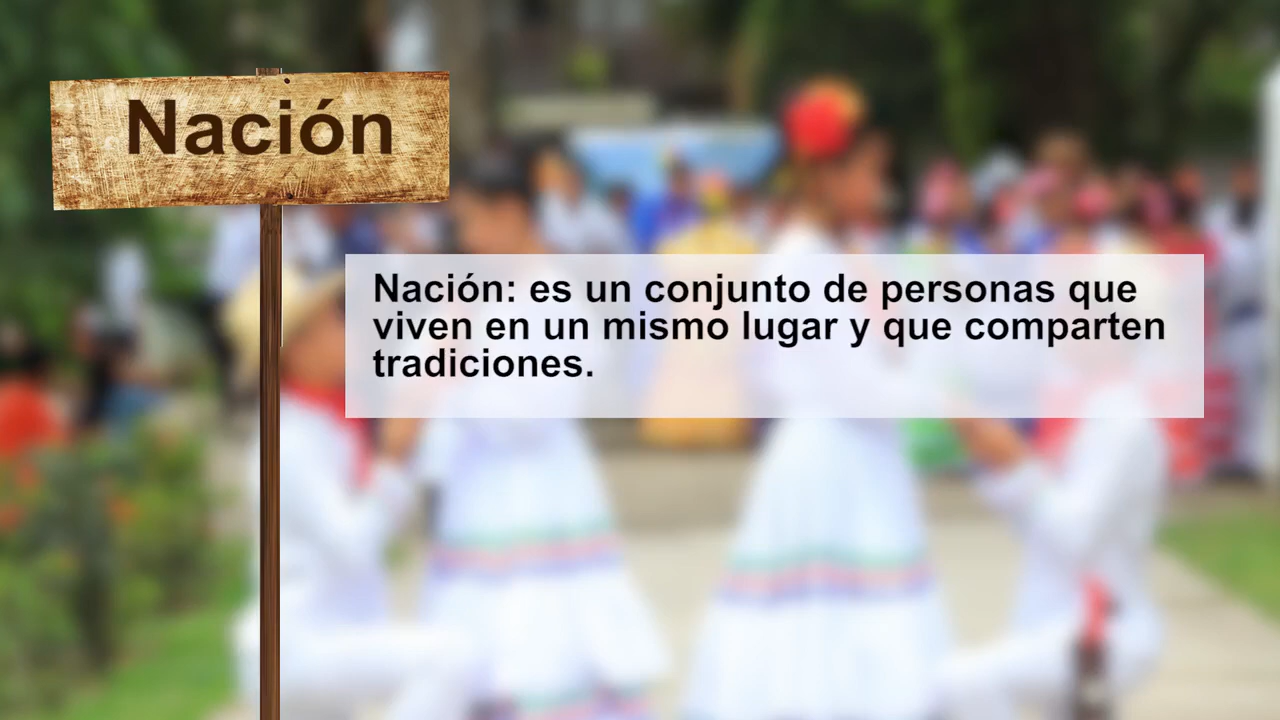 Nación
Nación: es un conjunto de personas que
viven en un mismo lugar y que comparten
tradiciones.